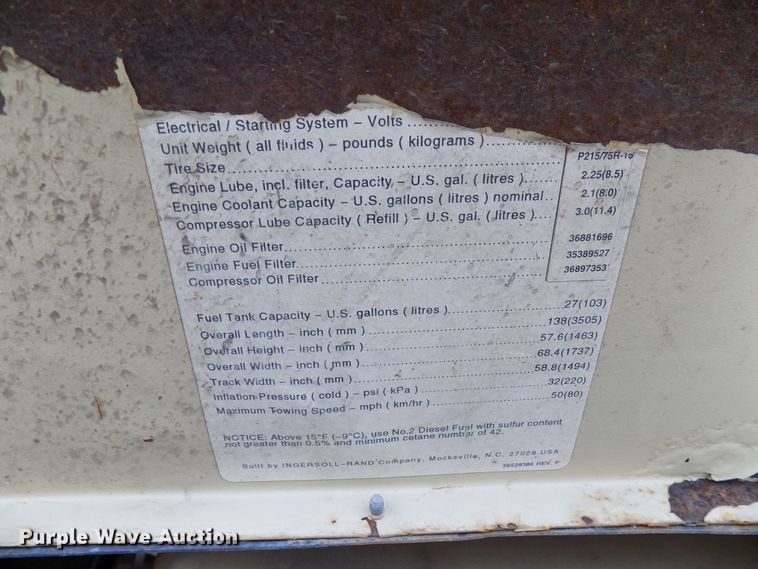 Electrical / Starting System – Volts
Unit Weight ( all fluids ) – pounds ( kilograms )
Tire Size P215/75R-15
Engine Lube, incl. filter, Capacity – U.S. gal. ( litres ) 2.25(8.5)
Engine Coolant Capacity – U.S. gallons ( litres ) nominal 2.1(8.0)
Compressor Lube Capacity ( Refill ) – U.S. gal. ( litres ) 3.0(11.4)
Engine Oil Filter 36881696
Engine Fuel Filter 35389527
Compressor Oil Filter 36897353
Fuel Tank Capacity – U.S. gallons ( litres ) 27(103)
Overall Length – inch ( mm ) 138(3505)
Overall Height – inch ( mm ) 57.6(1463)
Overall Width – inch ( mm ) 68.4(1737)
Track Width – inch ( mm ) 58.8(1494)
Inflation Pressure ( cold ) – psi ( kPa ) 32(220)
Maximum Towing Speed – mph ( km/hr ) 50(80)
NOTICE: Above 15°F (–9°C), use No.2 Diesel Fuel with sulfur content
not greater than 0.5% and minimum cetane number of 42.
Built by INGERSOLL–RAND Company, Mocksville, N.C. 27028 USA
36529386 REV. F
Purple Wave Auction